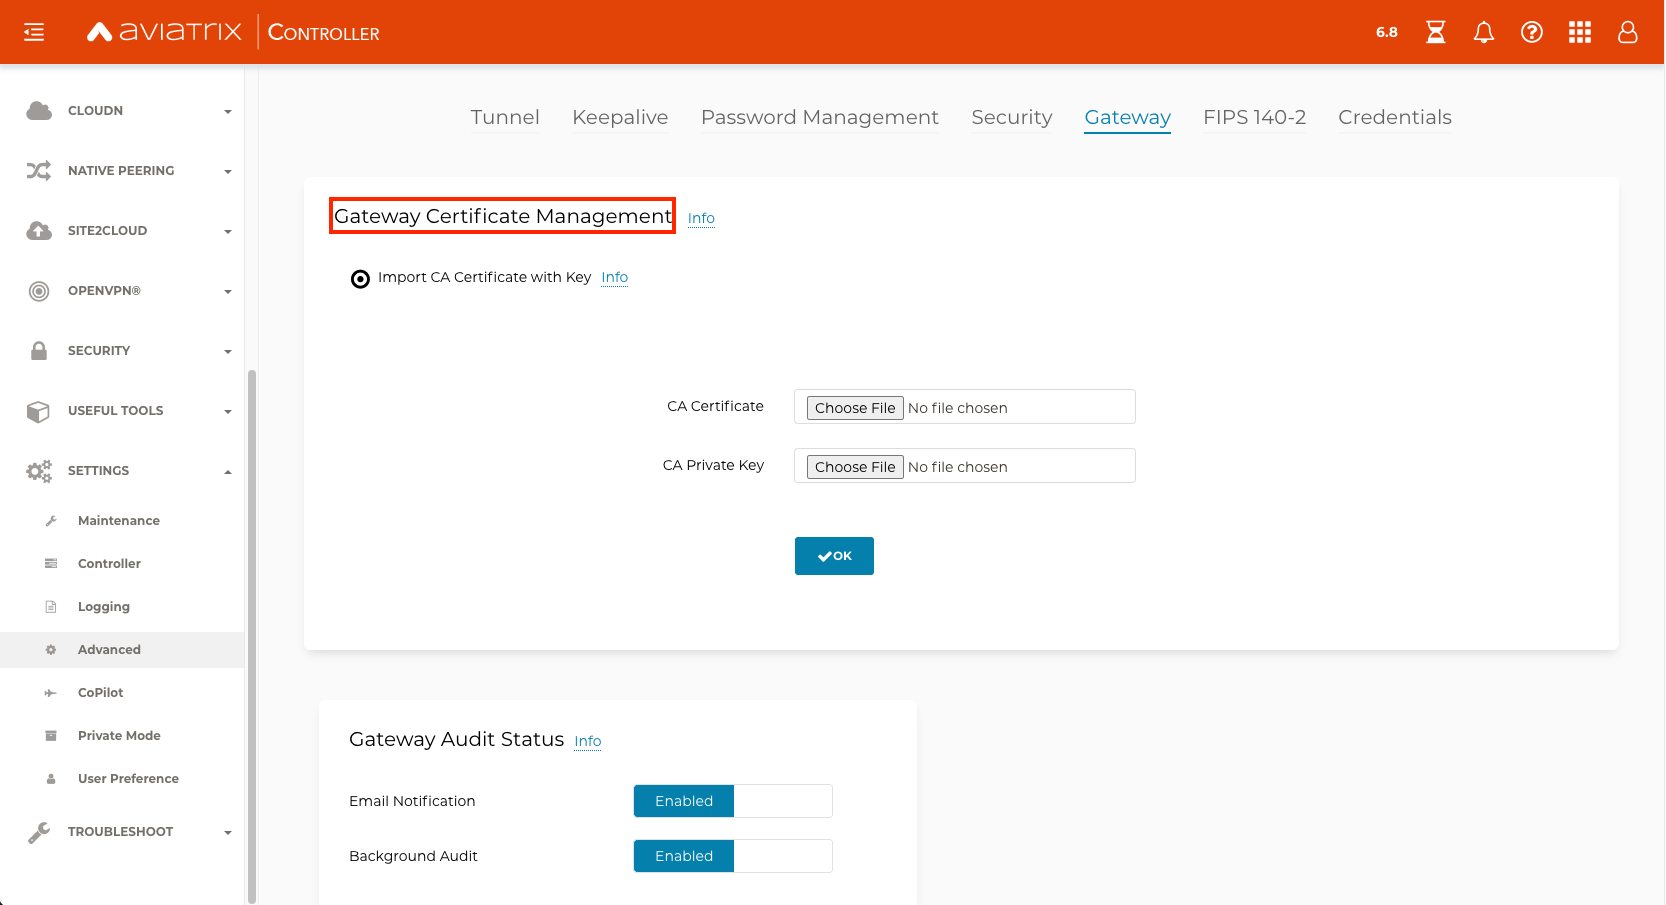 aviatrix CONTROLLER
6.8
CLOUDN
NATIVE PEERING
SITE2CLOUD
OPENVPN®
SECURITY
USEFUL TOOLS
SETTINGS
Maintenance
Controller
Logging
Advanced
CoPilot
Private Mode
User Preference
TROUBLESHOOT
Tunnel Keepalive Password Management Security Gateway FIPS 140-2 Credentials
Gateway Certificate Management Info
Import CA Certificate with Key Info
CA Certificate Choose File No file chosen
CA Private Key Choose File No file chosen
OK
Gateway Audit Status Info
Email Notification Enabled
Background Audit Enabled